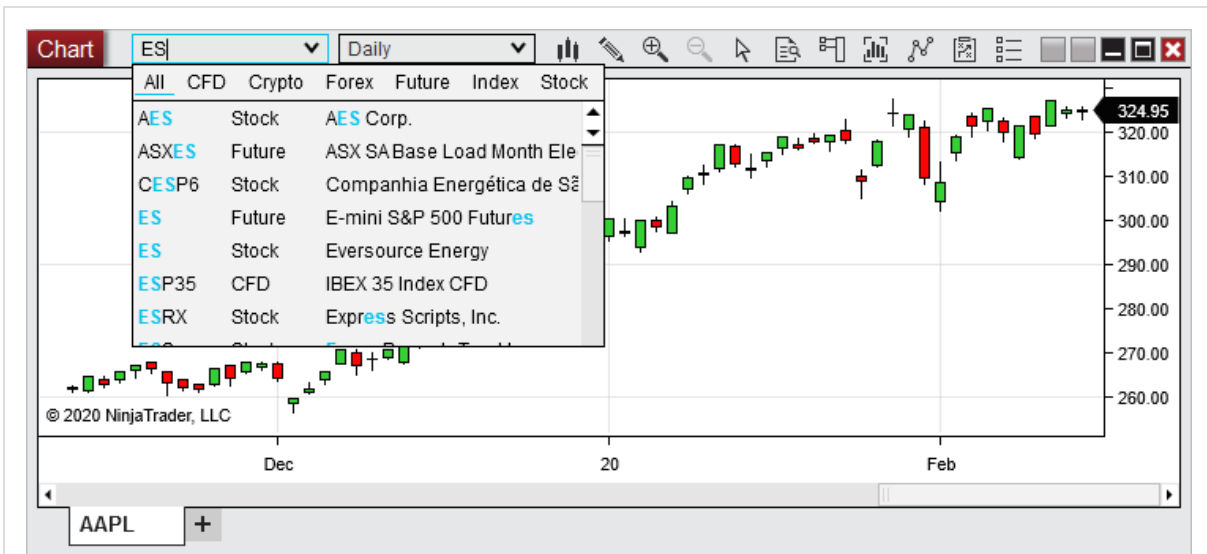 Chart ES Daily
All CFD Crypto Forex Future Index Stock
AES Stock AES Corp.
ASXES Future ASX SA Base Load Month Ele
CESP6 Stock Companhia Energética de Sã
ES Future E-mini S&P 500 Futures
ES Stock Eversource Energy
ESP35 CFD IBEX 35 Index CFD
ESRX Stock Express Scripts, Inc.
324.95
320.00
310.00
300.00
290.00
280.00
270.00
260.00
© 2020 NinjaTrader, LLC
Dec 20 Feb
AAPL +